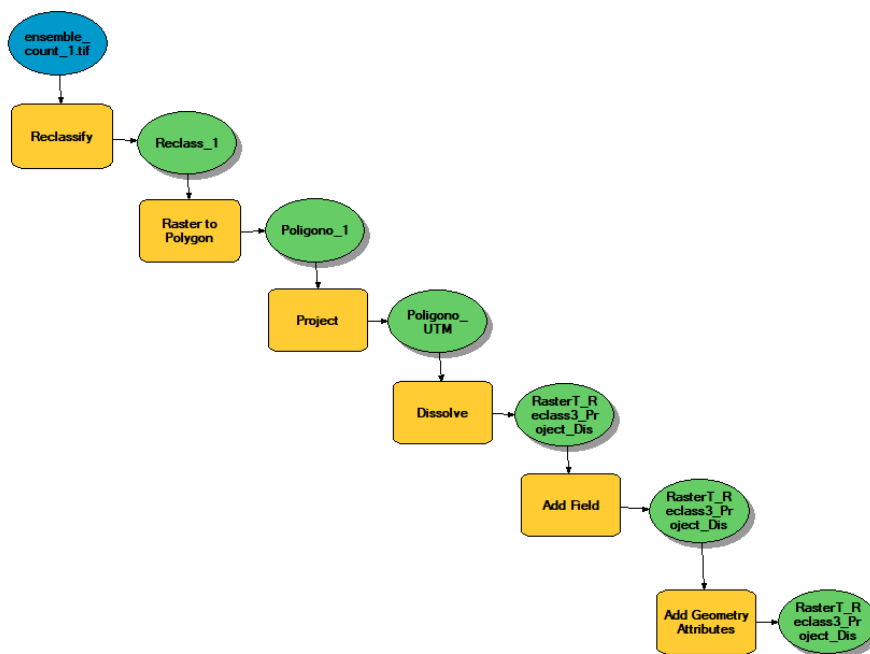 ensemble_
count_1.tif
Reclassify
Reclass_1
Raster to
Polygon
Poligono_1
Project
Poligono_
UTM
Dissolve
RasterT_R
eclass3_Pr
oject_Dis
Add Field
RasterT_R
eclass3_Pr
oject_Dis
Add Geometry
Attributes
RasterT_R
eclass3_Pr
oject_Dis